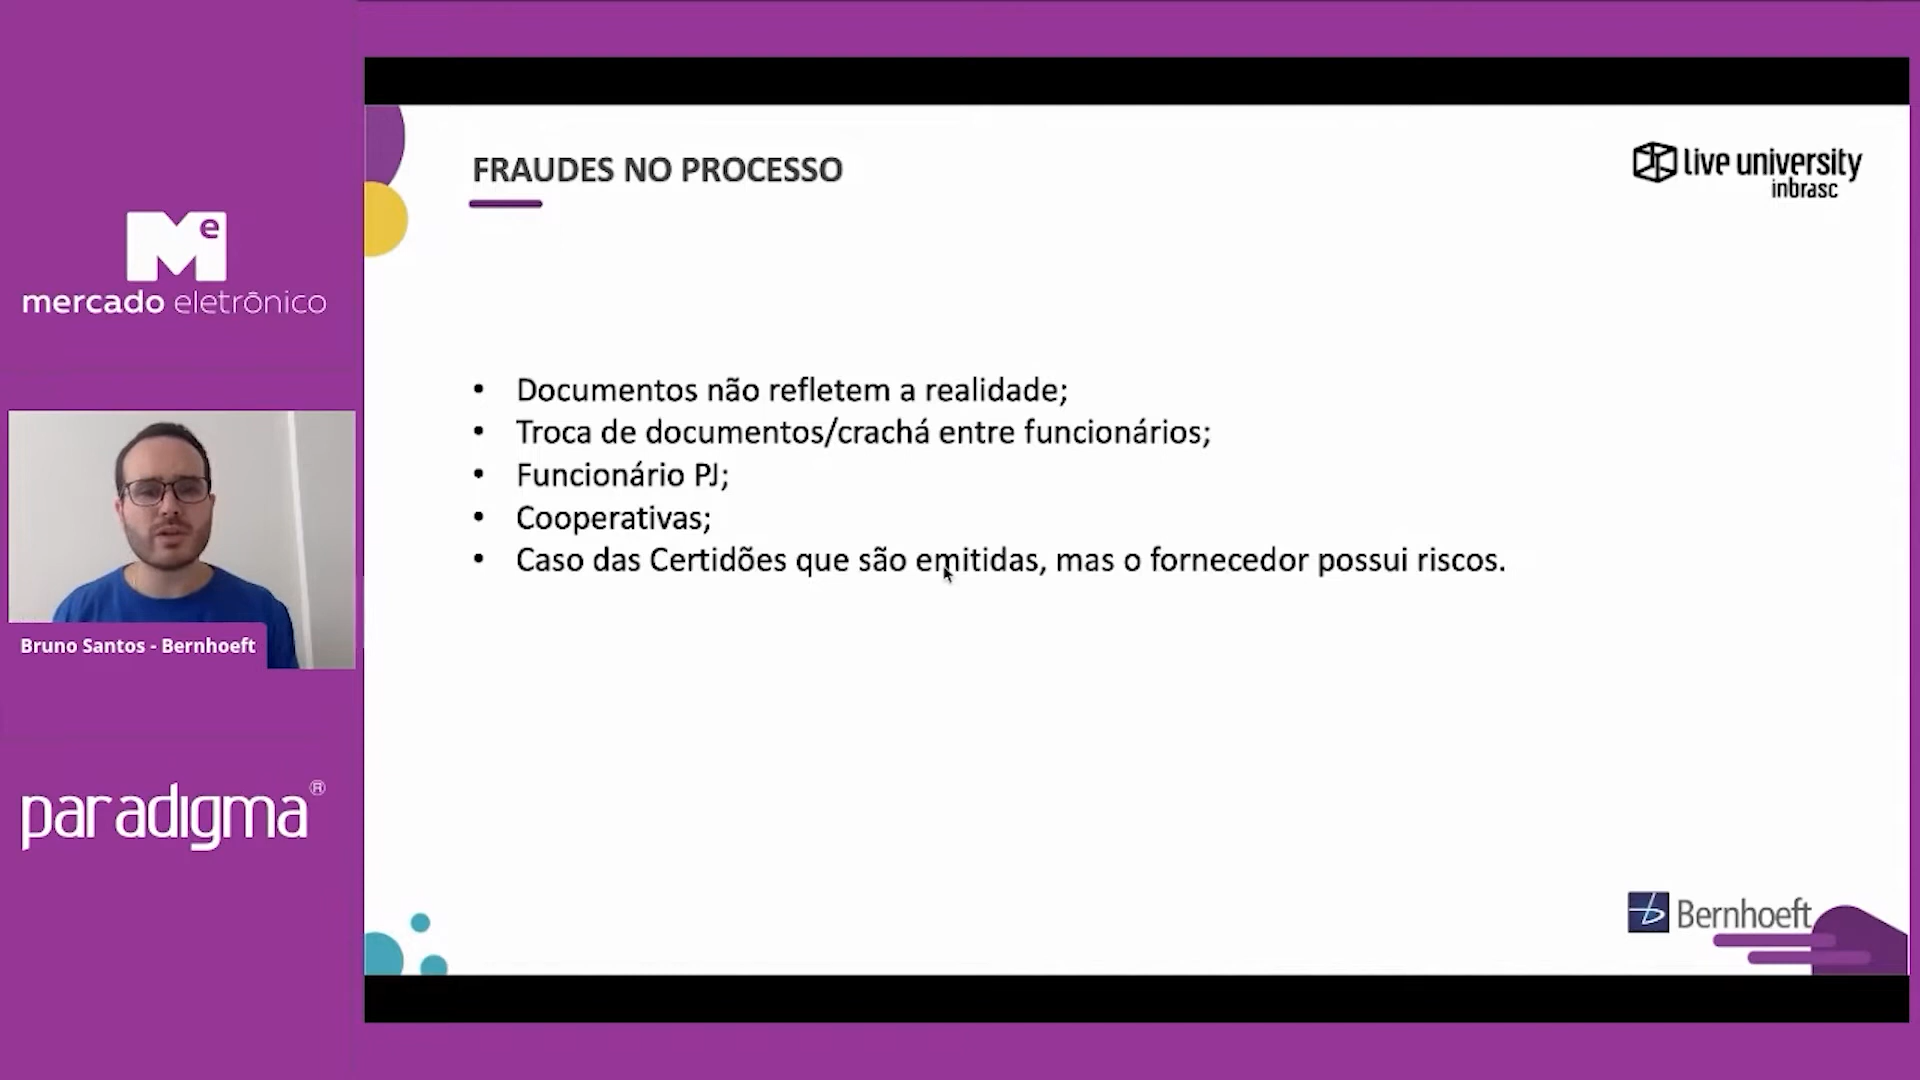 Me
mercado eletrônico
Bruno Santos - Bernhoeft
paradigma®
FRAUDES NO PROCESSO
live university
inbrasc
• Documentos não refletem a realidade;
• Troca de documentos/crachá entre funcionários;
• Funcionário PJ;
• Cooperativas;
• Caso das Certidões que são emitidas, mas o fornecedor possui riscos.
Bernhoeft